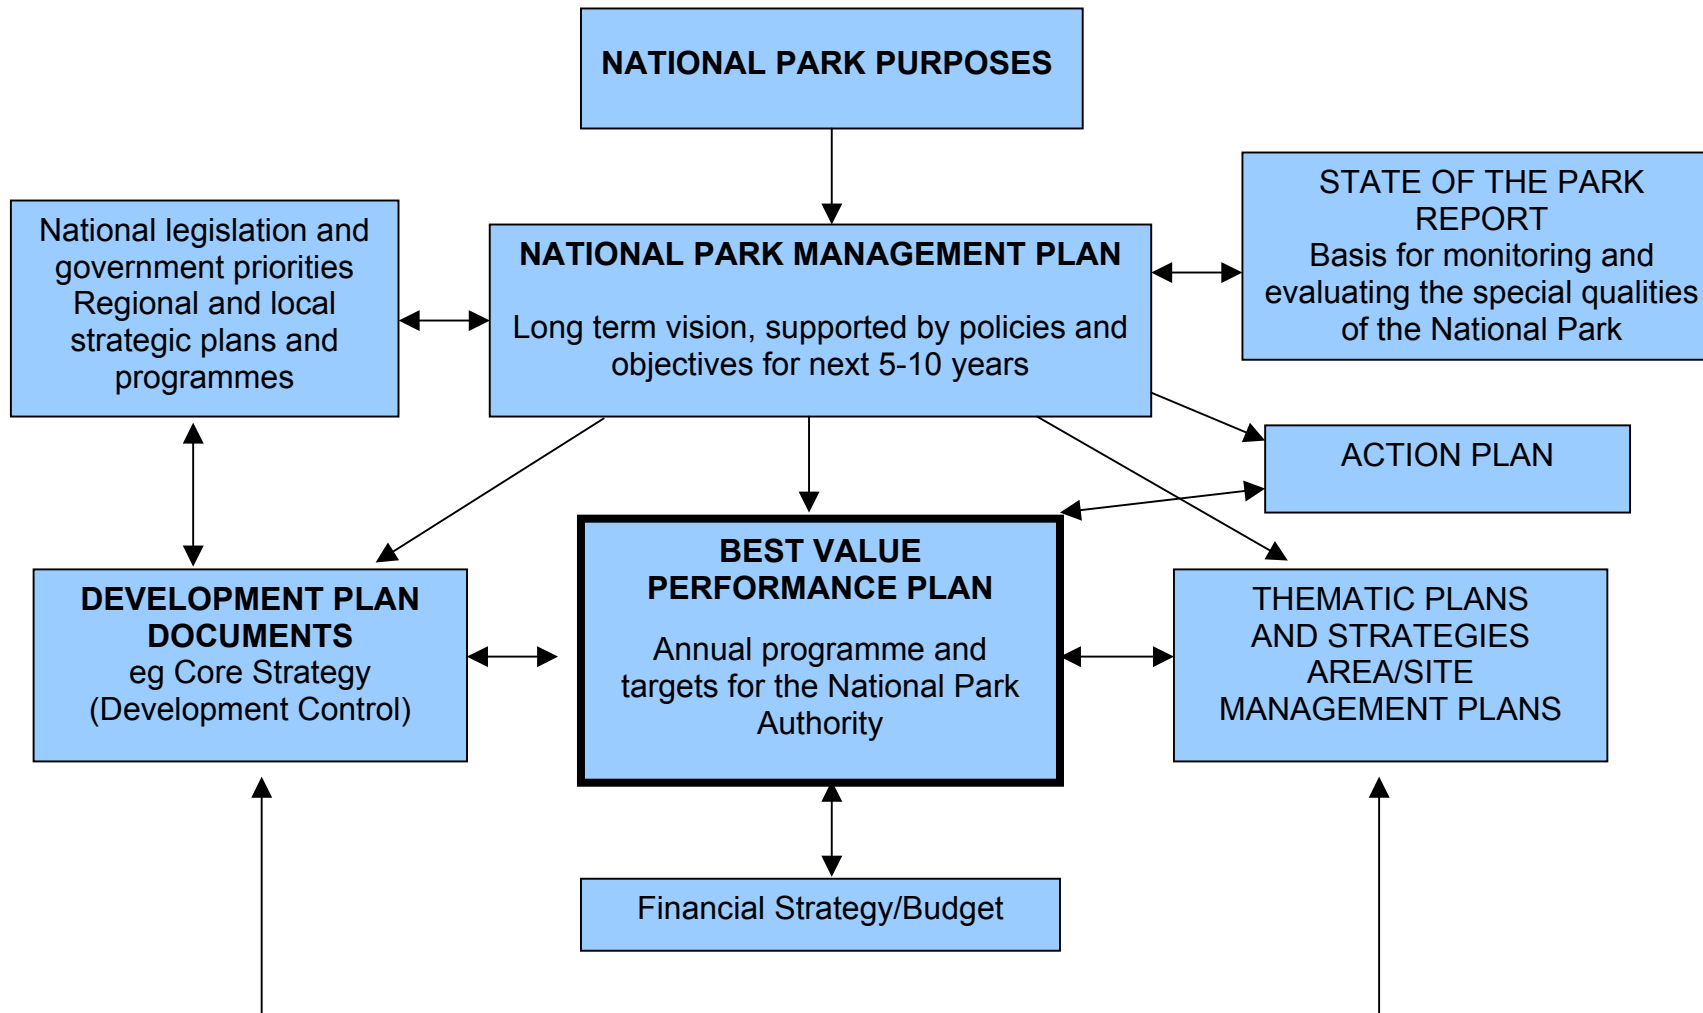 NATIONAL PARK PURPOSES
National legislation and
government priorities
Regional and local
strategic plans and
programmes
NATIONAL PARK MANAGEMENT PLAN
Long term vision, supported by policies and
objectives for next 5-10 years
STATE OF THE PARK
REPORT
Basis for monitoring and
evaluating the special qualities
of the National Park
ACTION PLAN
DEVELOPMENT PLAN
DOCUMENTS
eg Core Strategy
(Development Control)
BEST VALUE
PERFORMANCE PLAN
Annual programme and
targets for the National Park
Authority
THEMATIC PLANS
AND STRATEGIES
AREA/SITE
MANAGEMENT PLANS
Financial Strategy/Budget